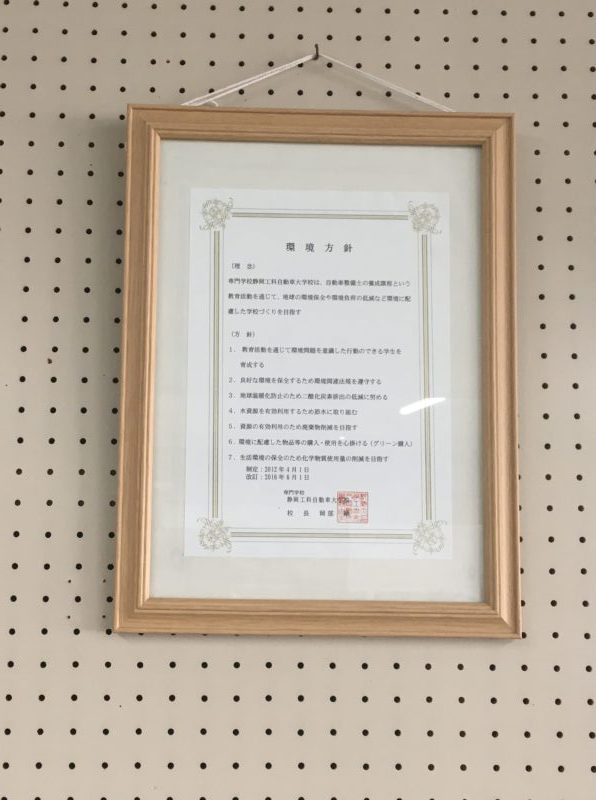 環境方針
(理 念)
専門学校静岡工科自動車大学校は、自動車整備士の養成課程という
教育活動を通じて、地球の環境保全や環境負荷の低減など環境に配
慮した学校づくりを目指す
(方 針)
1. 教育活動を通じて環境問題を意識した行動のできる学生を
育成する
2. 良好な環境を保全するため環境関連法規を遵守する
3. 地球温暖化防止のため二酸化炭素排出の低減に努める
4. 水資源を有効利用するため節水に取り組む
5. 資源の有効利用のため廃棄物削減を目指す
6. 環境に配慮した物品等の購入・使用を心掛ける(グリーン購入)
7. 生活環境の保全のため化学物質使用量の削減を目指す
制定:2012年4月1日
改訂:2016年6月1日
専門学校
静岡工科自動車大学校
校 長